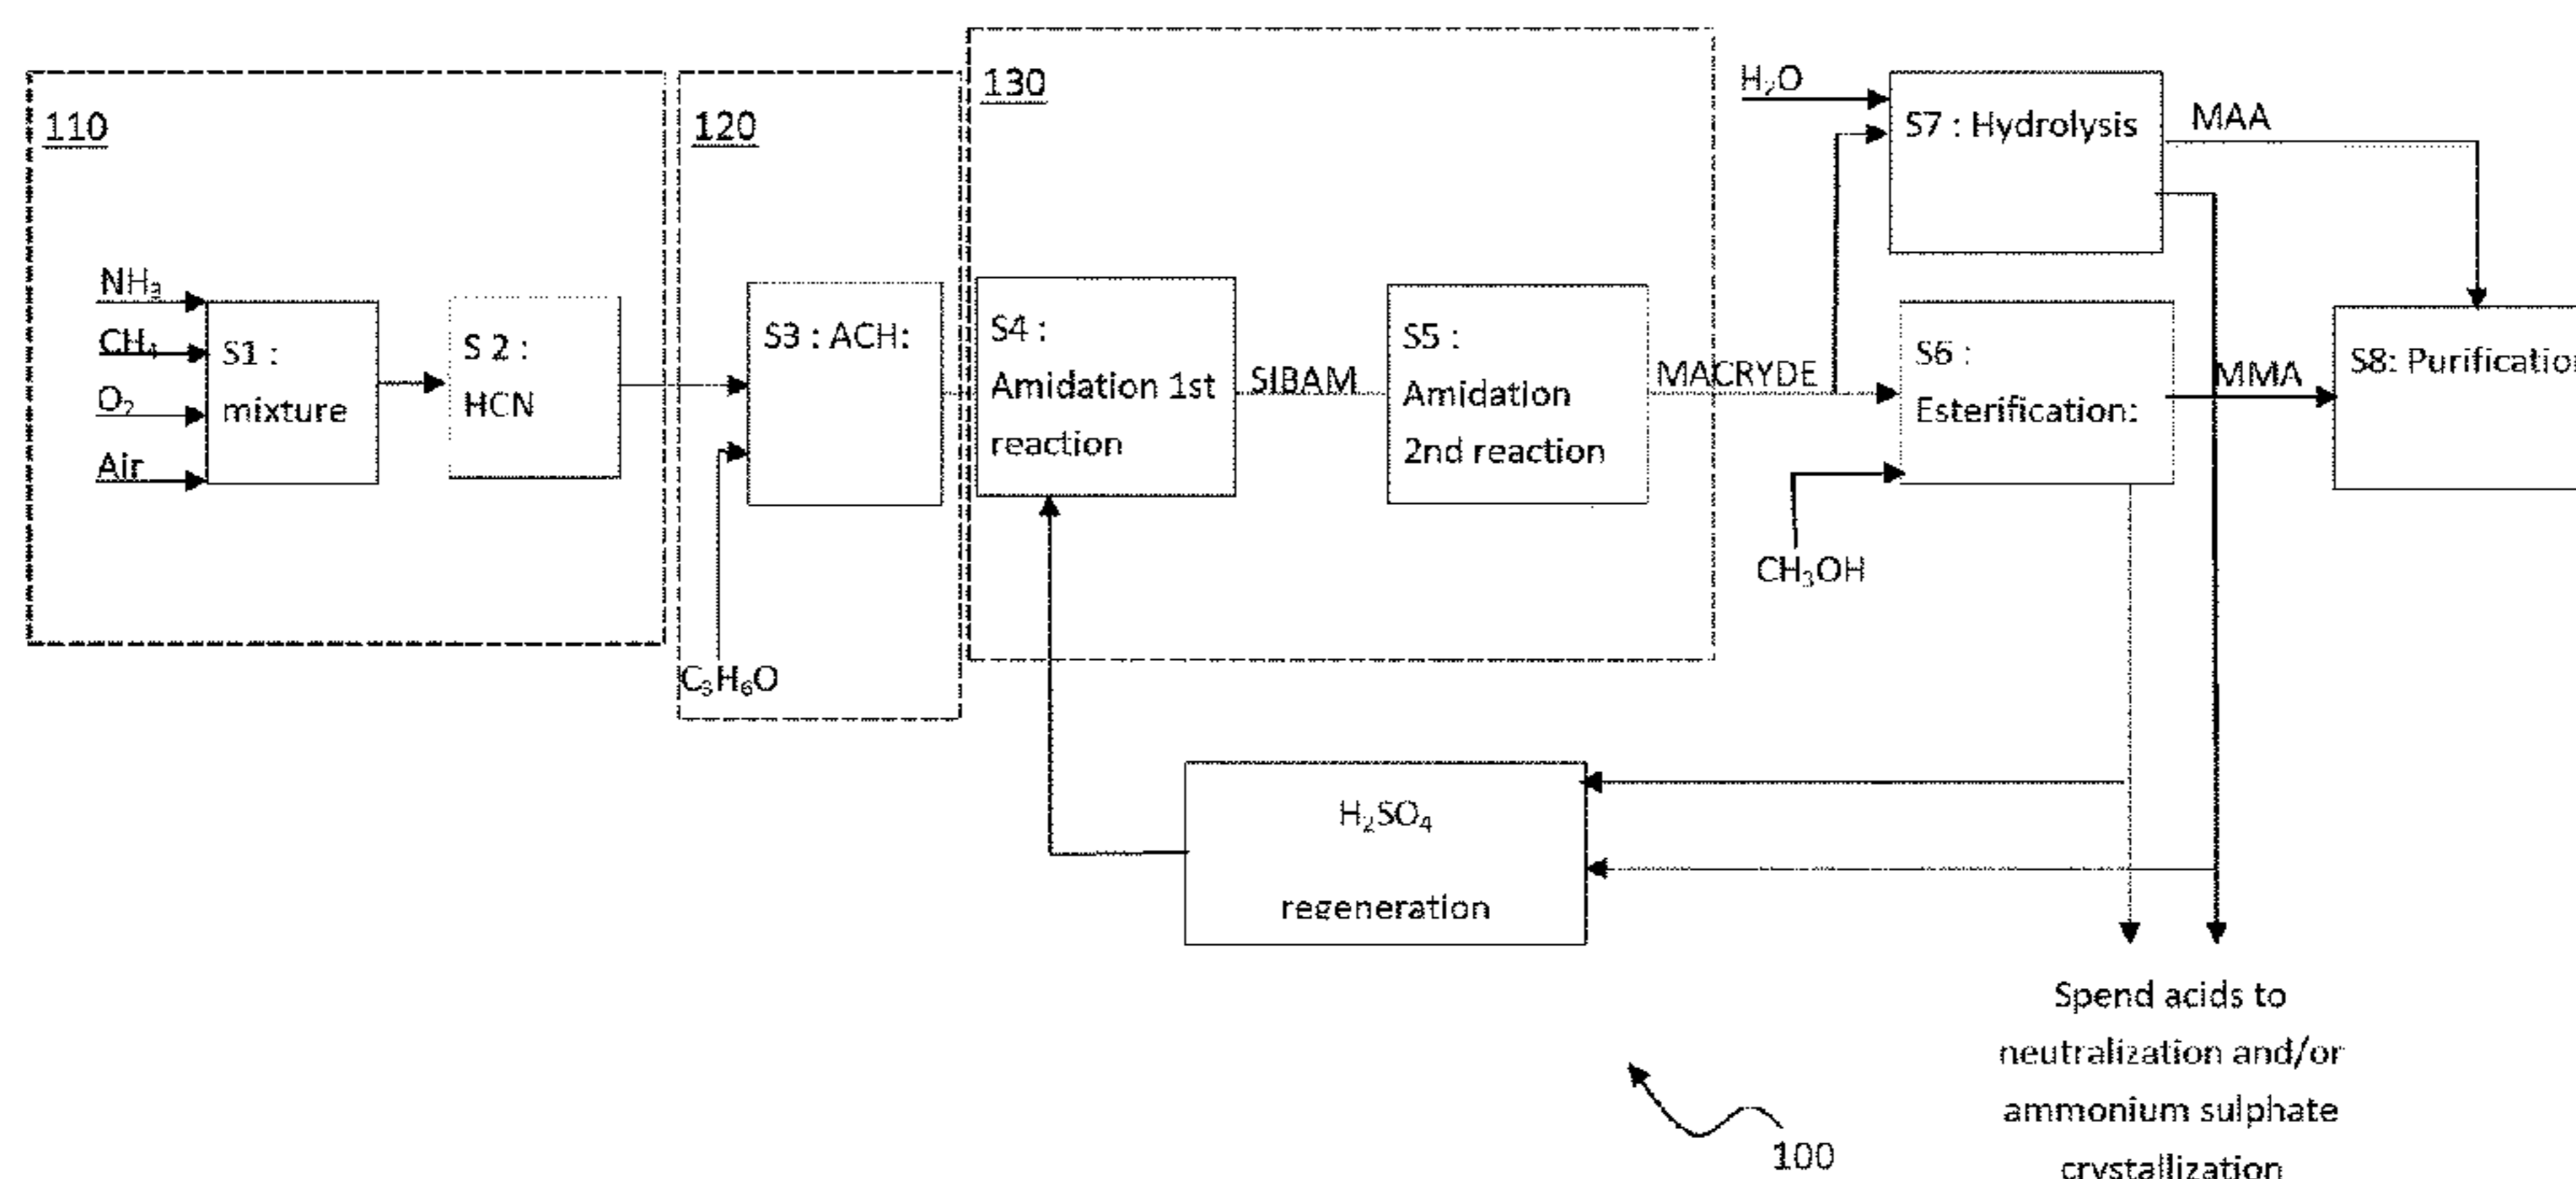 110
120
130
H₂O
S7 : Hydrolysis
MAA
NH₃
CH₄
O₂
Air
S1 :
mixture
S 2 :
HCN
S3 : ACH:
C₃H₆O
S4 :
Amidation 1st
reaction
SIBAM
S5 :
Amidation
2nd reaction
MACRYDE
S6 :
Esterification:
CH₃OH
MMA
S8: Purification
H₂SO₄
regeneration
Spend acids to
neutralization and/or
ammonium sulphate
crystallization
100